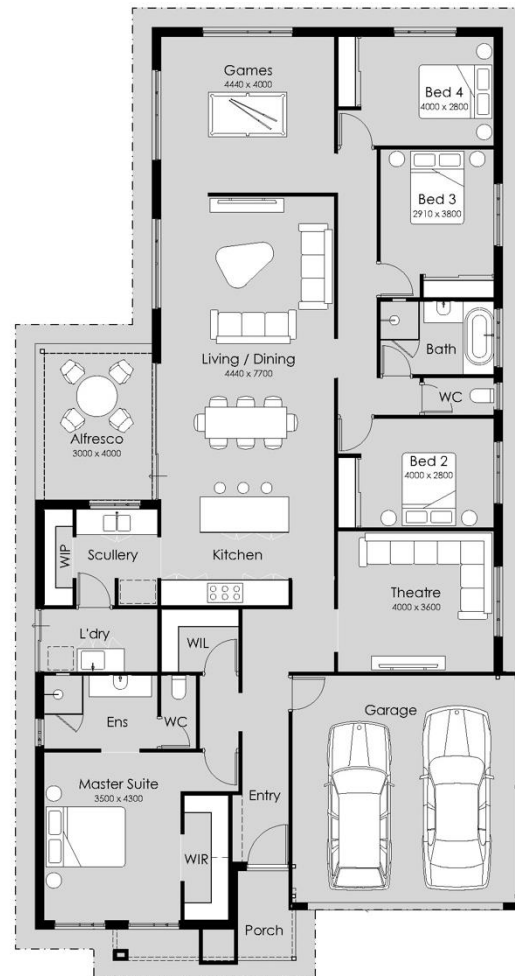 Games
4440 x 4000
Bed 4
4000 x 2800
Bed 3
2910 x 3800
Living / Dining
4440 x 7700
Bath
WC
Alfresco
3000 x 4000
Bed 2
4000 x 2800
WIP
Scullery
Kitchen
Theatre
4000 x 3600
L'dry
WIL
Ens
WC
Garage
Master Suite
3500 x 4300
WIR
Entry
Porch